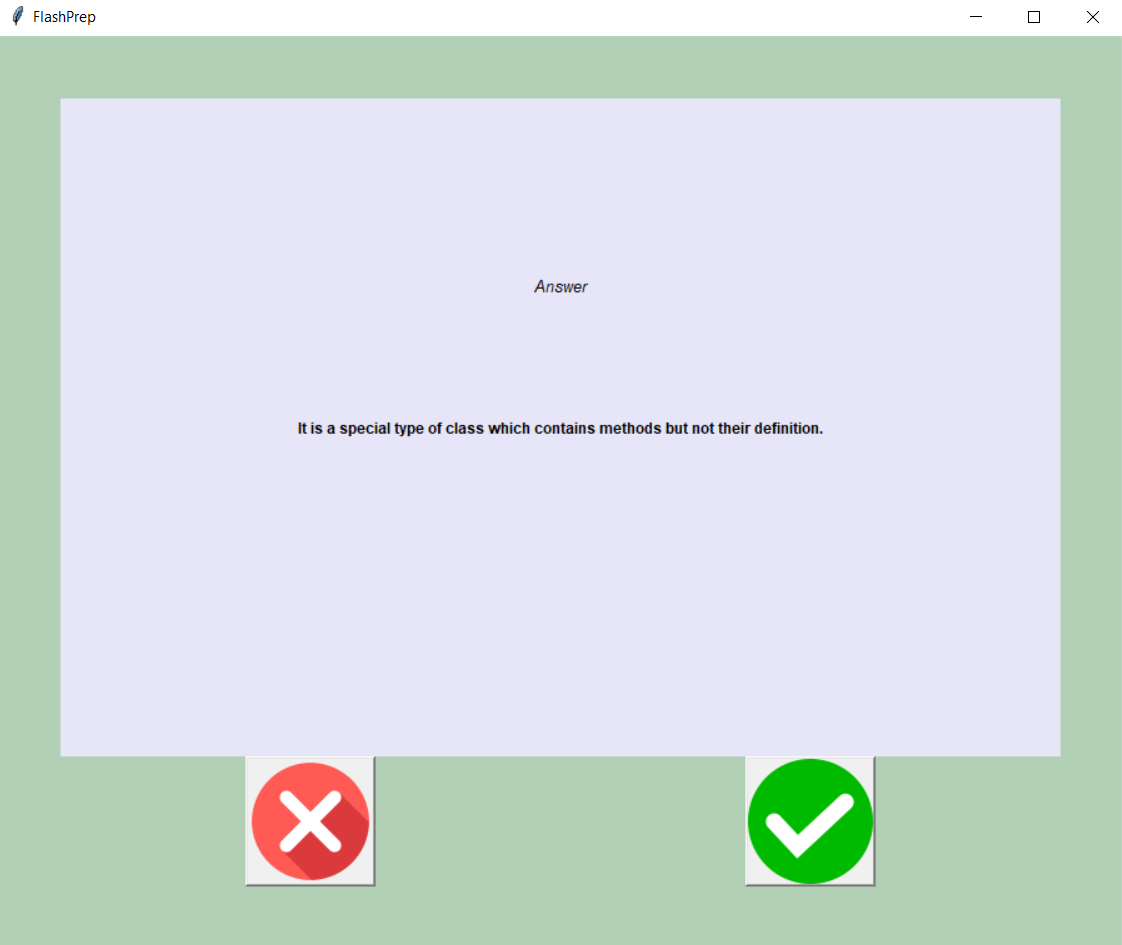 FlashPrep
Answer
It is a special type of class which contains methods but not their definition.